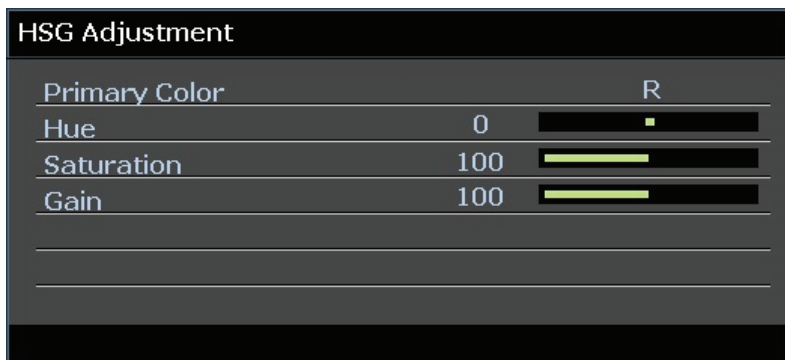 HSG Adjustment
Primary Color R
Hue 0
Saturation 100
Gain 100